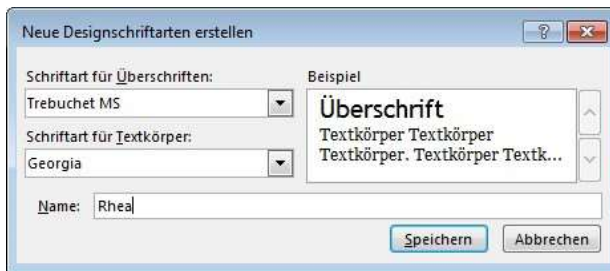 Neue Designschriftarten erstellen
Schriftart für Überschriften:
Trebuchet MS
Schriftart für Textkörper:
Georgia
Beispiel
Überschrift
Textkörper Textkörper
Textkörper. Textkörper Textk...
Name: Rhea
Speichern Abbrechen